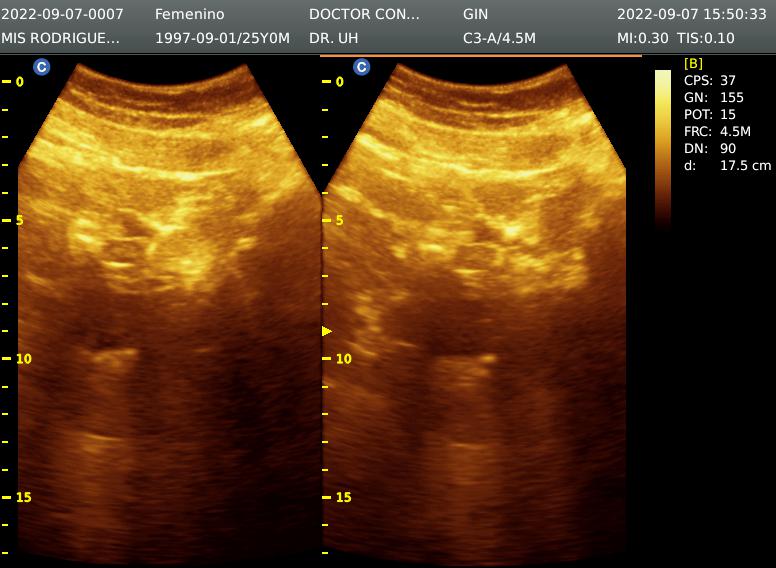 2022-09-07-0007 Femenino DOCTOR CON... GIN 2022-09-07 15:50:33
MIS RODRIGUE... 1997-09-01/25Y0M DR. UH C3-A/4.5M MI:0.30 TIS:0.10
C
C
[B]
CPS: 37
GN: 155
POT: 15
FRC: 4.5M
DN: 90
d: 17.5 cm
0
0
5
5
10
10
15
15